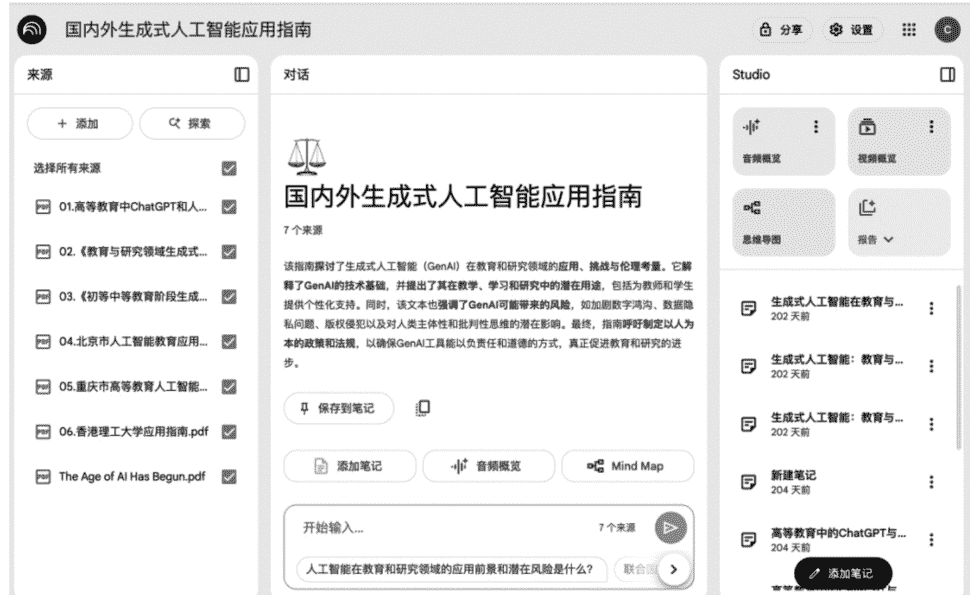 国内外生成式人工智能应用指南
分享
设置
C
来源
添加
探索
选择所有来源
PDF 01.高等教育中ChatGPT和人...
PDF 02.《教育与研究领域生成式...
PDF 03.《初等中等教育阶段生成...
PDF 04.北京市人工智能教育应用...
PDF 05.重庆市高等教育人工智能...
PDF 06.香港理工大学应用指南.pdf
PDF The Age of AI Has Begun.pdf
对话
国内外生成式人工智能应用指南
7 个来源
该指南探讨了生成式人工智能（GenAI）在教育和研究领域的应用、挑战与伦理考量。它解
释了GenAI的技术基础，并提出了其在教学、学习和研究中的潜在用途，包括为教师和学生
提供个性化支持。同时，该文本也强调了GenAI可能带来的风险，如加剧数字鸿沟、数据隐
私问题、版权侵犯以及对人类主体性和批判性思维的潜在影响。最终，指南呼吁制定以人为
本的政策和法规，以确保GenAI工具能以负责任和道德的方式，真正促进教育和研究的进
步。
保存到笔记
添加笔记
音频概览
Mind Map
开始输入...
7 个来源
人工智能在教育和研究领域的应用前景和潜在风险是什么?
联合
Studio
音频概览
视频概览
思维导图
报告
生成式人工智能在教育与...
202 天前
生成式人工智能：教育与...
202 天前
生成式人工智能：教育与...
202 天前
新建笔记
204 天前
高等教育中的ChatGPT与...
204 天前
添加笔记